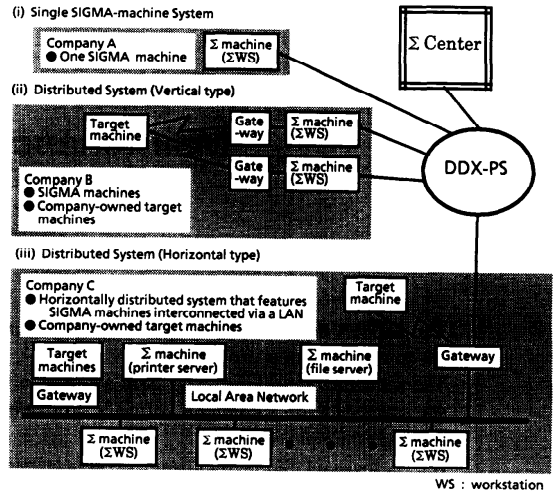 (i) Single SIGMA-machine System
Company A
● One SIGMA machine
Σ machine
(ΣWS)
Σ Center
(ii) Distributed System (Vertical type)
Target
machine
Gate
-way
Σ machine
(ΣWS)
Gate
-way
Σ machine
(ΣWS)
DDX-PS
Company B
● SIGMA machines
● Company-owned target
machines
(iii) Distributed System (Horizontal type)
Company C
● Horizontally distributed system that features
SIGMA machines interconnected via a LAN
● Company-owned target machines
Target
machine
Target
machines
Σ machine
(printer server)
Σ machine
(file server)
Gateway
Gateway
Local Area Network
Σ machine
(ΣWS)
Σ machine
(ΣWS)
Σ machine
(ΣWS)
WS : workstation